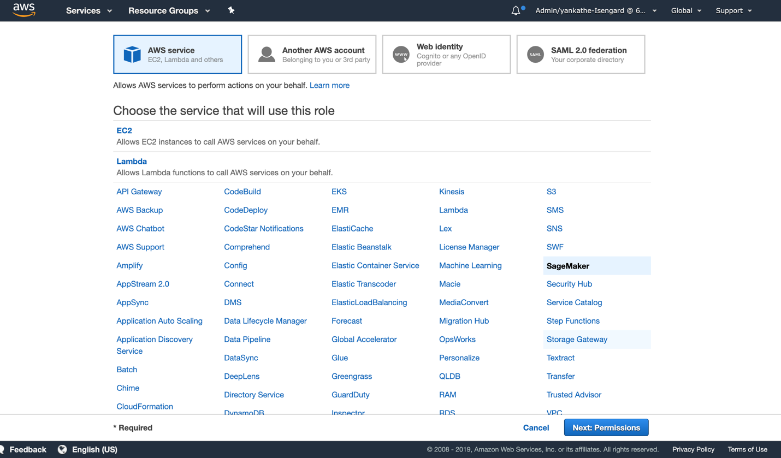 aws Services Resource Groups Admin/yankathe-Isengard @ 6... Global Support
AWS service
EC2, Lambda and others
Another AWS account
Belonging to you or 3rd party
www
Web identity
Cognito or any OpenID
provider
SAML
SAML 2.0 federation
Your corporate directory
Allows AWS services to perform actions on your behalf. Learn more
Choose the service that will use this role
EC2
Allows EC2 instances to call AWS services on your behalf.
Lambda
Allows Lambda functions to call AWS services on your behalf.
API Gateway CodeBuild EKS Kinesis S3
AWS Backup CodeDeploy EMR Lambda SMS
AWS Chatbot CodeStar Notifications ElastiCache Lex SNS
AWS Support Comprehend Elastic Beanstalk License Manager SWF
Amplify Config Elastic Container Service Machine Learning SageMaker
AppStream 2.0 Connect Elastic Transcoder Macie Security Hub
AppSync DMS ElasticLoadBalancing MediaConvert Service Catalog
Application Auto Scaling Data Lifecycle Manager Forecast Migration Hub Step Functions
Application Discovery Data Pipeline Global Accelerator OpsWorks Storage Gateway
Service
DataSync Glue Personalize Textract
Batch DeepLens Greengrass QLDB Transfer
Chime Directory Service GuardDuty RAM Trusted Advisor
CloudFormation DynamoDB Inspector RDS VPC
* Required Cancel Next: Permissions
Feedback English (US) © 2008 - 2019, Amazon Web Services, Inc. or its affiliates. All rights reserved. Privacy Policy Terms of Use